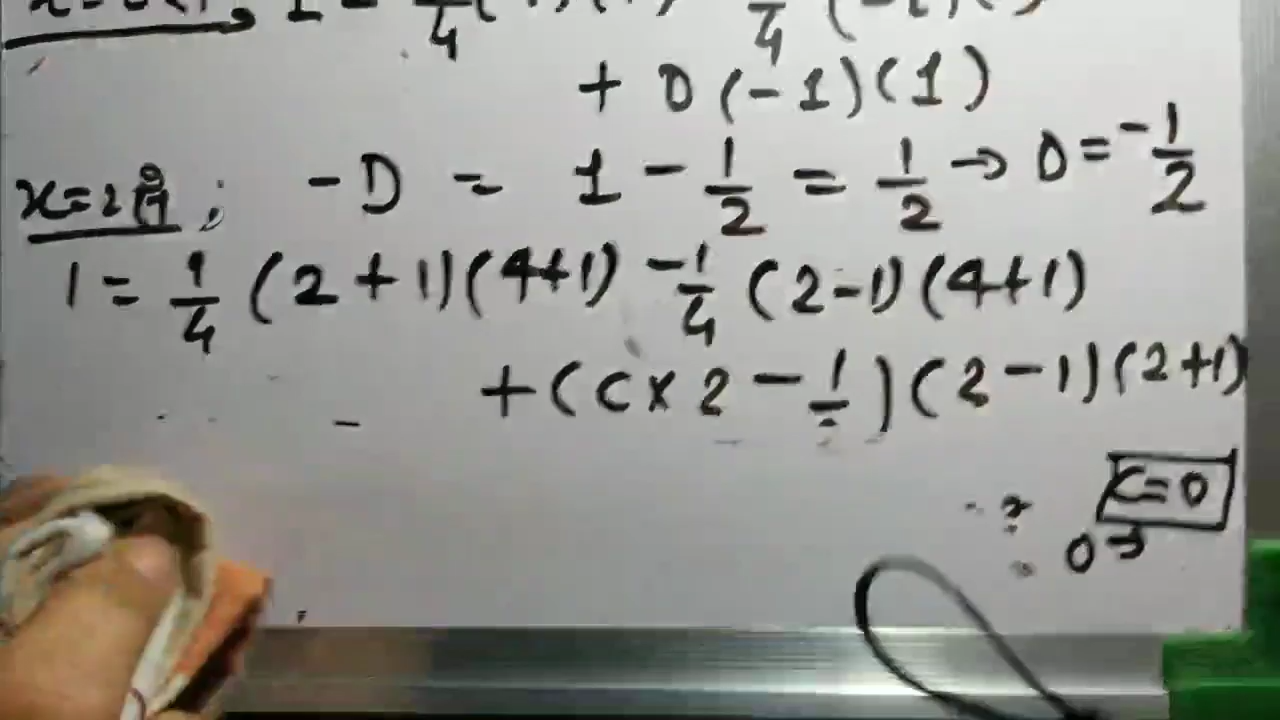 + D (-1)(1)
x=2 ; -D = 1 - 1/2 = 1/2 → D = -1/2
1 = 1/4 (2+1)(4+1) - 1/4 (2-1)(4+1)
+ (C x 2 - 1/) (2-1)(2+1)
C=0
0 →